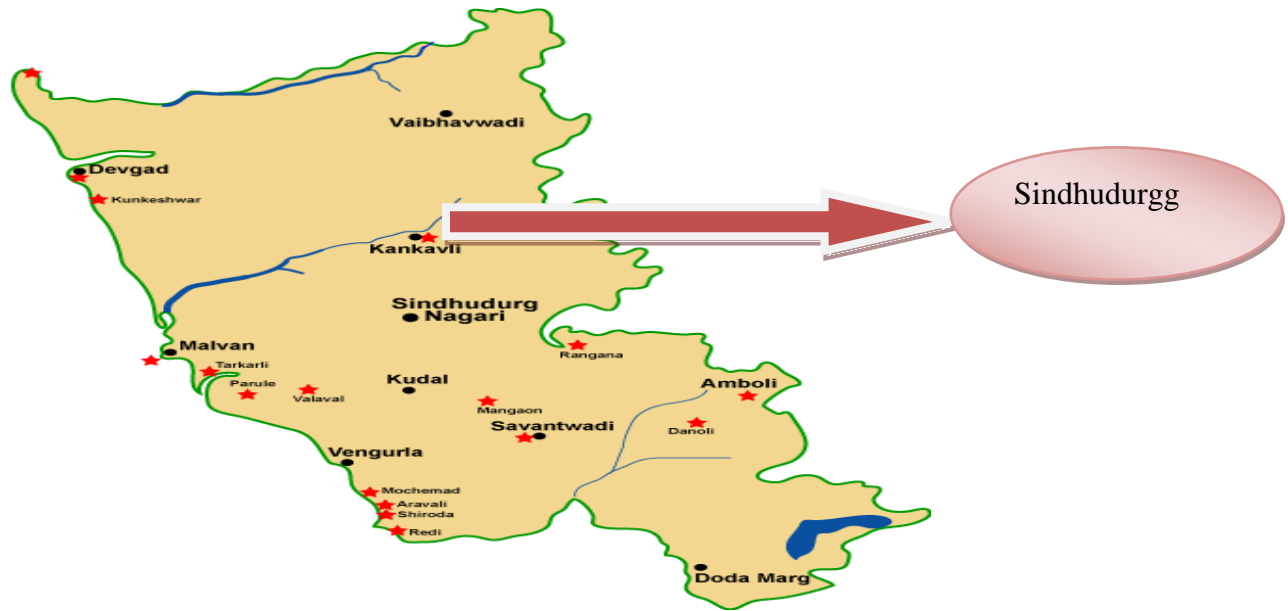 Vaibhavwadi
Devgad
Kunkeshwar
Sindhudurgg
Kankavli
Sindhudurg
Nagari
Malvan
Rangana
Tarkarli
Parule
Valaval
Kudal
Amboli
Mangaon
Savantwadi
Danoli
Vengurla
Mochemad
Aravali
Shiroda
Redi
Doda Marg